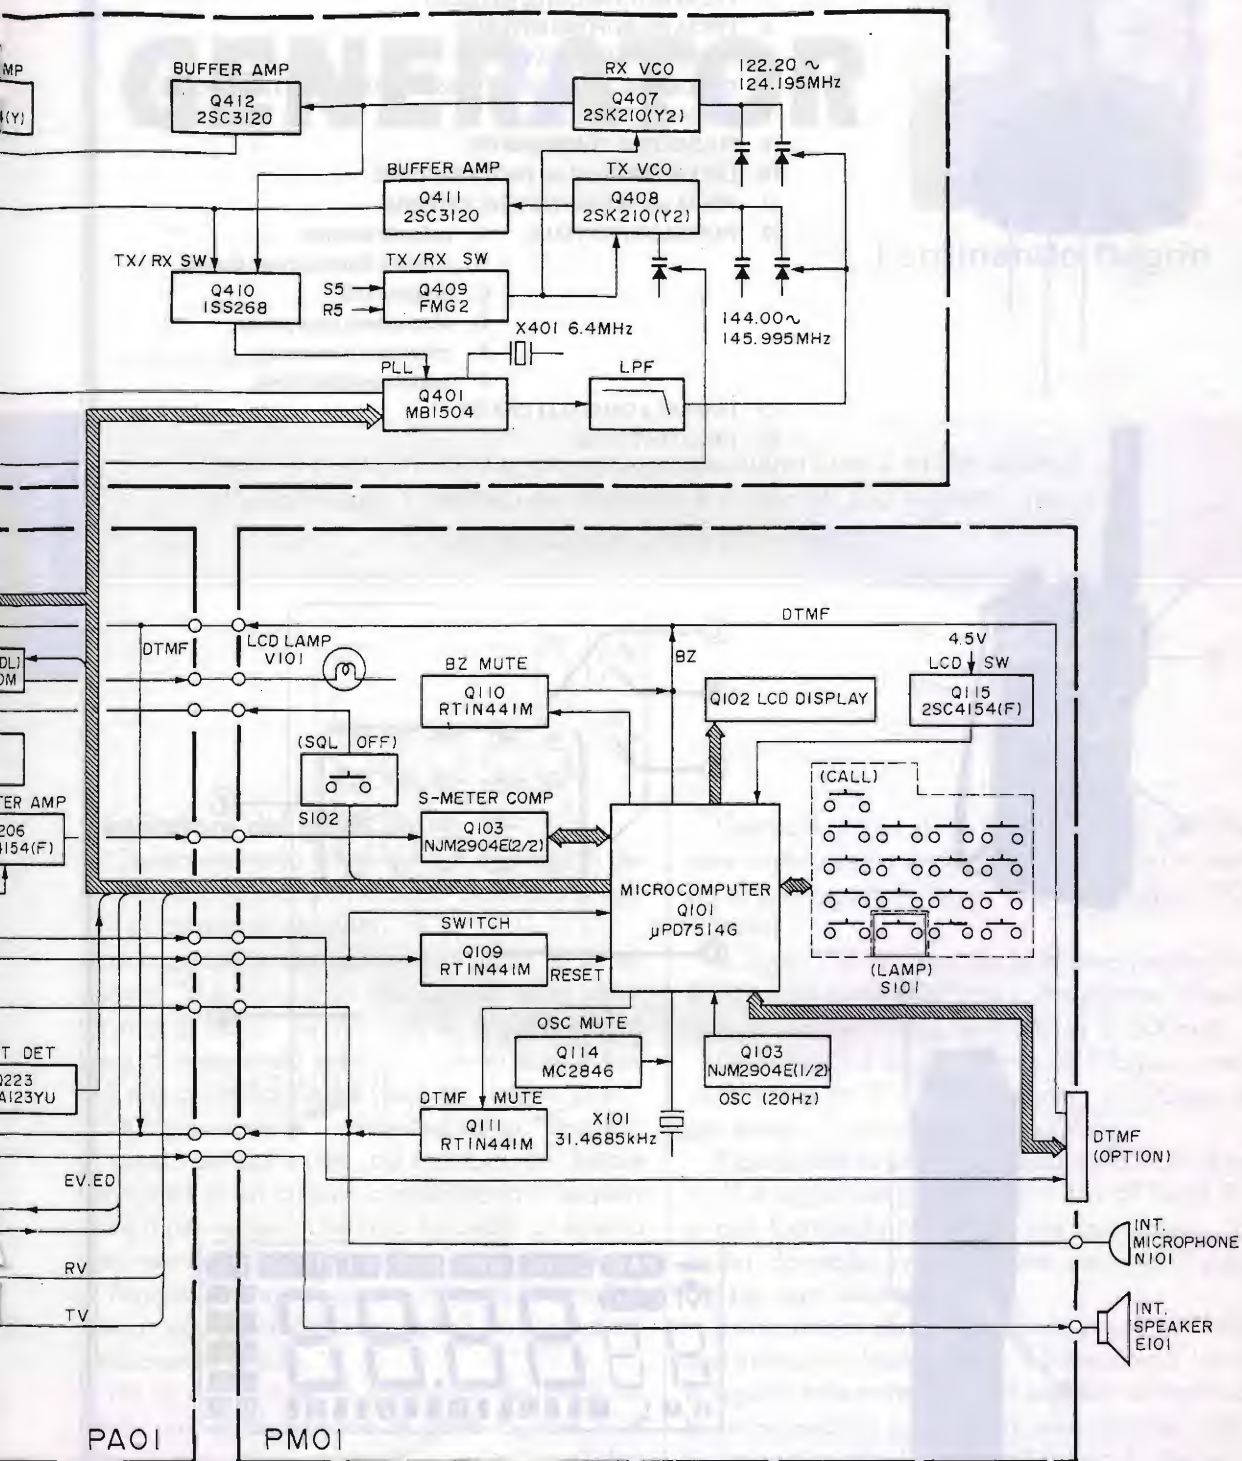 MP
BUFFER AMP
RX VCO
122.20 ~
124.195MHz
Q412
2SC3120
Q407
2SK210(Y2)
(Y)
BUFFER AMP
TX VCO
Q411
2SC3120
Q408
2SK210(Y2)
TX/RX SW
TX/RX SW
Q410
1SS268
S5
R5
Q409
FMG2
144.00~
145.995MHz
X401 6.4MHz
PLL
LPF
Q401
MB1504
DTMF
DTMF
LCD LAMP
V101
4.5V
LCD SW
BZ MUTE
BZ
DL)
OM
Q110
RT1N441M
Q102 LCD DISPLAY
Q115
2SC4154(F)
(SQL OFF)
S102
(CALL)
TER AMP
S-METER COMP
206
4154(F)
Q103
NJM2904E(2/2)
MICROCOMPUTER
Q101
μPD7514G
SWITCH
Q109
RT1N441M
RESET
(LAMP)
S101
OSC MUTE
Q114
MC2846
Q103
NJM2904E(1/2)
OSC (20Hz)
T DET
Q223
A123YU
DTMF MUTE
Q111
RT1N441M
X101
31.4685kHz
DTMF
(OPTION)
EV.ED
INT.
MICROPHONE
N101
RV
TV
INT.
SPEAKER
E101
PA01
PM01